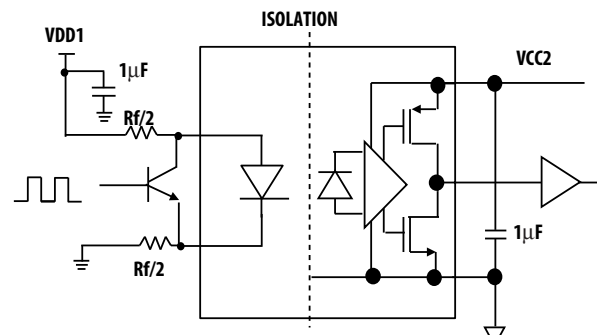 ISOLATION
VDD1
1μF
VCC2
Rf/2
1μF
Rf/2